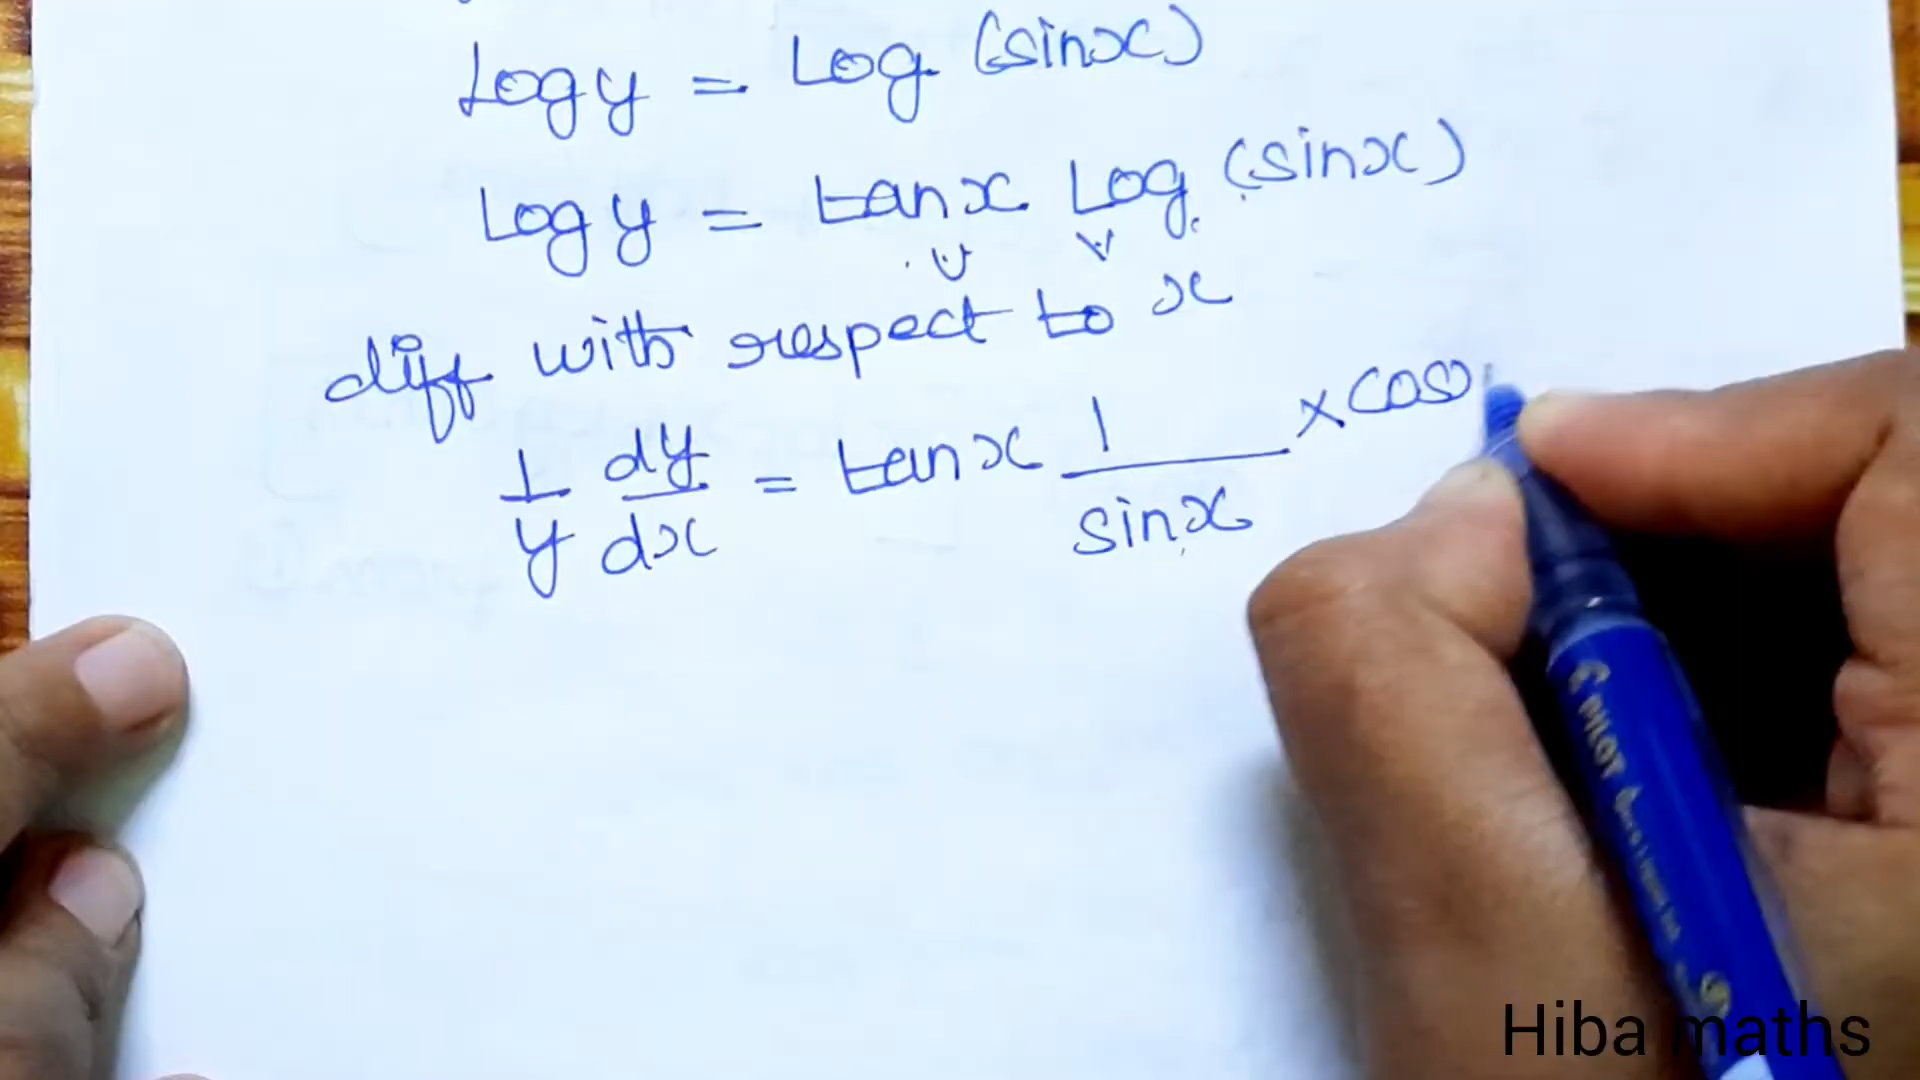 Log y = Log (sinx)
Log y = tanx Log (sinx)
U V
diff with respect to x
1/y dy/dx = tanx 1/sinx × cos
PILOT
Hiba maths